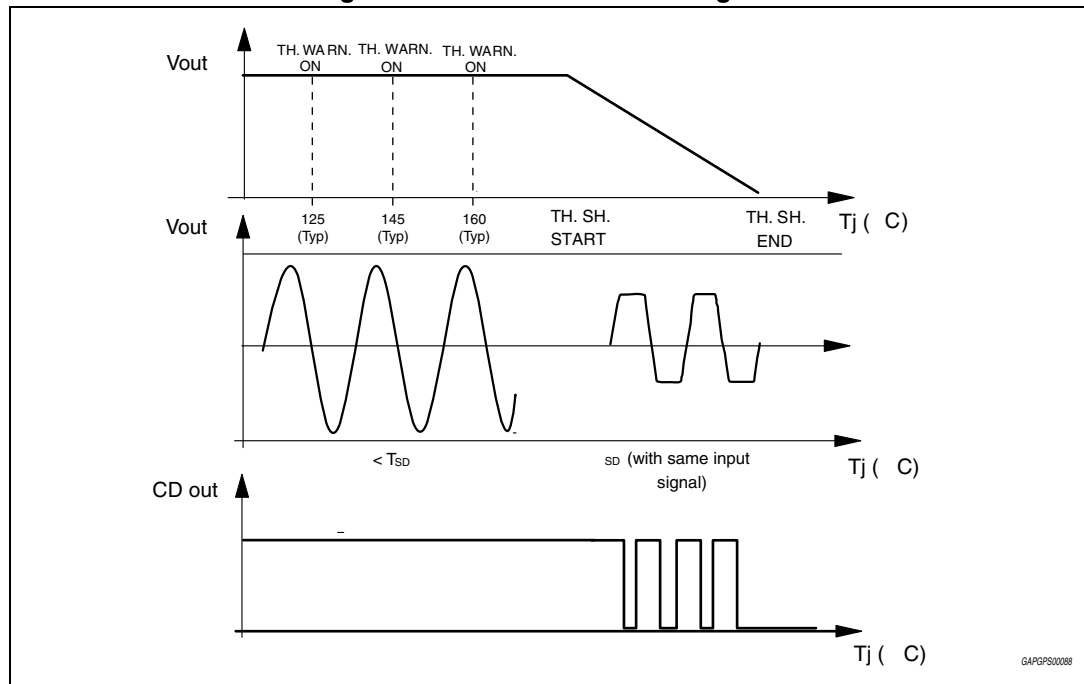 Vout
TH. WARN. ON
TH. WARN. ON
TH. WARN. ON
125 (Typ)
145 (Typ)
160 (Typ)
TH. SH. START
TH. SH. END
Tj ( C)
Vout
< TSD
SD (with same input signal)
Tj ( C)
CD out
Tj ( C)
GAPGPS00088